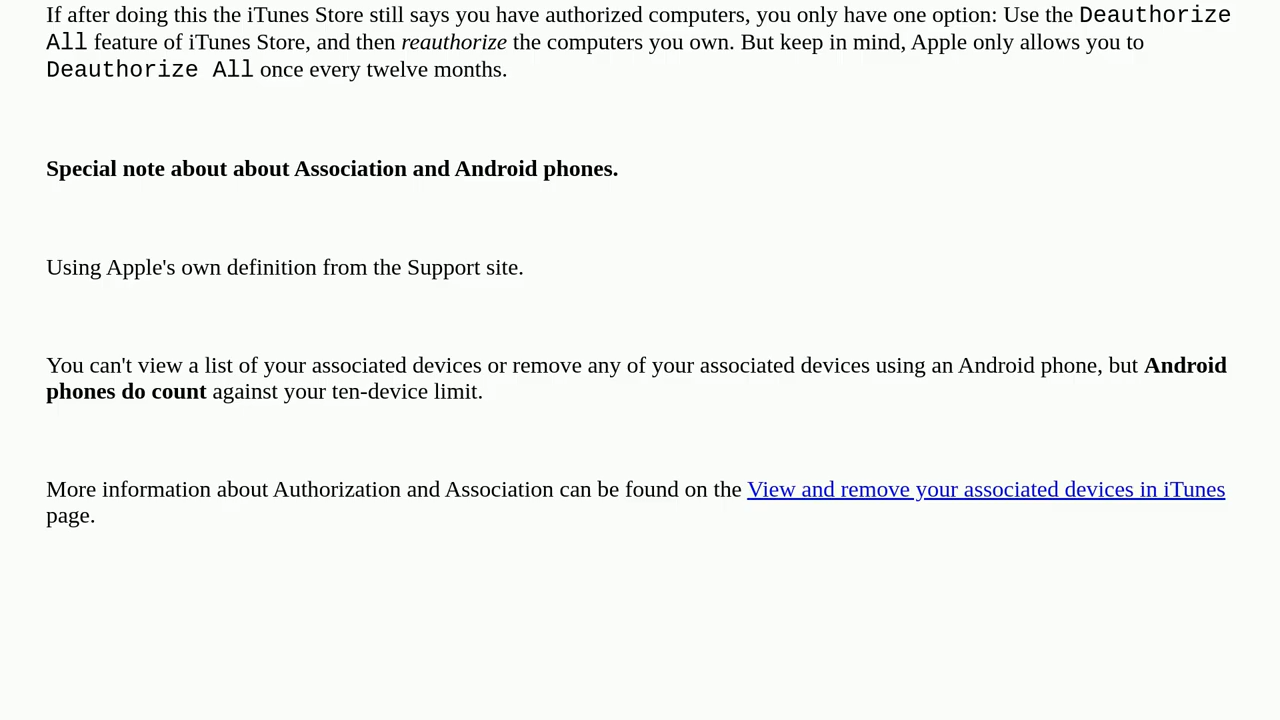 If after doing this the iTunes Store still says you have authorized computers, you only have one option: Use the Deauthorize
All feature of iTunes Store, and then reauthorize the computers you own. But keep in mind, Apple only allows you to
Deauthorize All once every twelve months.
Special note about about Association and Android phones.
Using Apple's own definition from the Support site.
You can't view a list of your associated devices or remove any of your associated devices using an Android phone, but Android
phones do count against your ten-device limit.
More information about Authorization and Association can be found on the View and remove your associated devices in iTunes
page.